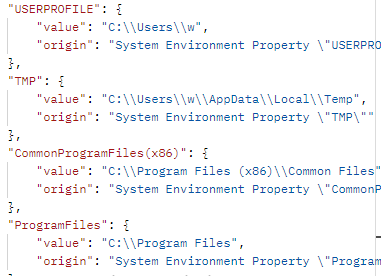 "USERPROFILE": {
"value": "C:\\Users\\w",
"origin": "System Environment Property \"USERPRO
},
"TMP": {
"value": "C:\\Users\\w\\AppData\\Local\\Temp",
"origin": "System Environment Property \"TMP\""
},
"CommonProgramFiles(x86)": {
"value": "C:\\Program Files (x86)\\Common Files"
"origin": "System Environment Property \"CommonP
},
"ProgramFiles": {
"value": "C:\\Program Files",
"origin": "System Environment Property \"Program
},